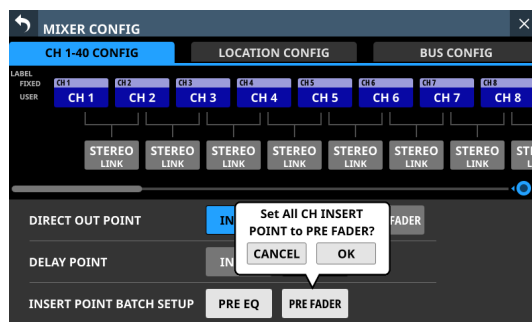 MIXER CONFIG
CH 1-40 CONFIG LOCATION CONFIG BUS CONFIG
LABEL
FIXED CH 1 CH 2 CH 3 CH 4 CH 5 CH 6 CH 7 CH 8
USER CH 1 CH 2 CH 3 CH 4 CH 5 CH 6 CH 7 CH 8
STEREO STEREO STEREO STEREO STEREO STEREO STEREO
LINK LINK LINK LINK LINK LINK LINK
Set All CH INSERT
POINT to PRE FADER?
DIRECT OUT POINT IN FADER
CANCEL OK
DELAY POINT IN
INSERT POINT BATCH SETUP PRE EQ PRE FADER